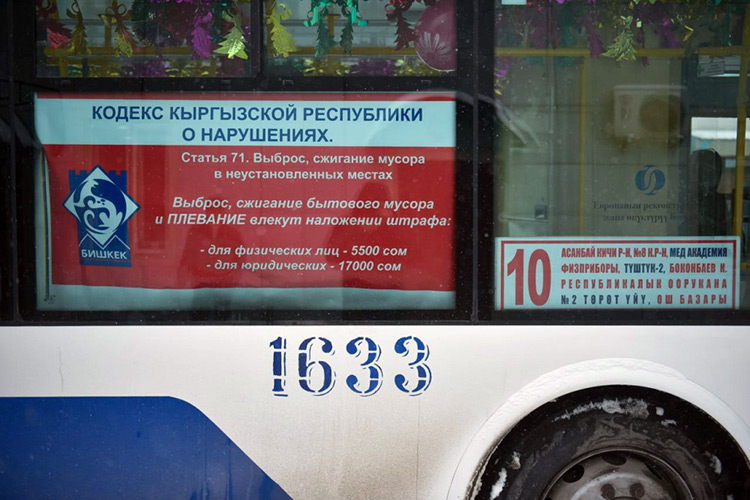 КОДЕКС КЫРГЫЗСКОЙ РЕСПУБЛИКИ
О НАРУШЕНИЯХ.
Статья 71. Выброс, сжигание мусора
в неустановленных местах
Выброс, сжигание бытового мусора
и ПЛЕВАНИЕ влекут наложении штрафа:
- для физических лиц - 5500 сом
- для юридических - 17000 сом
БИШКЕК
10
АСАНБАЙ КИЧИ Р-Н, №8 К.Р-Н, МЕД АКАДЕМИЯ
ФИЗПРИБОРЫ, ТУШТУК-2, БОКОНБАЕВ К.
РЕСПУБЛИКАЛЫК ООРУКАНА
№2 ТӨРӨТ ҮЙҮ, ОШ БАЗАРЫ
1633